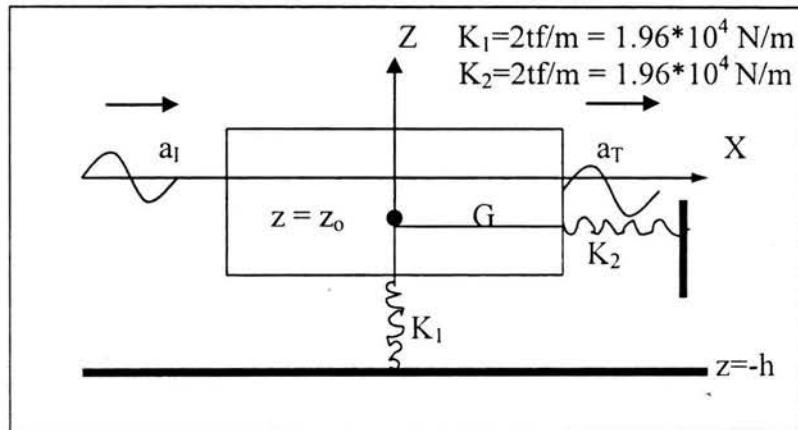 Z
K₁=2tf/m = 1.96*10⁴ N/m
K₂=2tf/m = 1.96*10⁴ N/m
a_I
a_T
X
z = z_o
G
K₂
K₁
z=-h